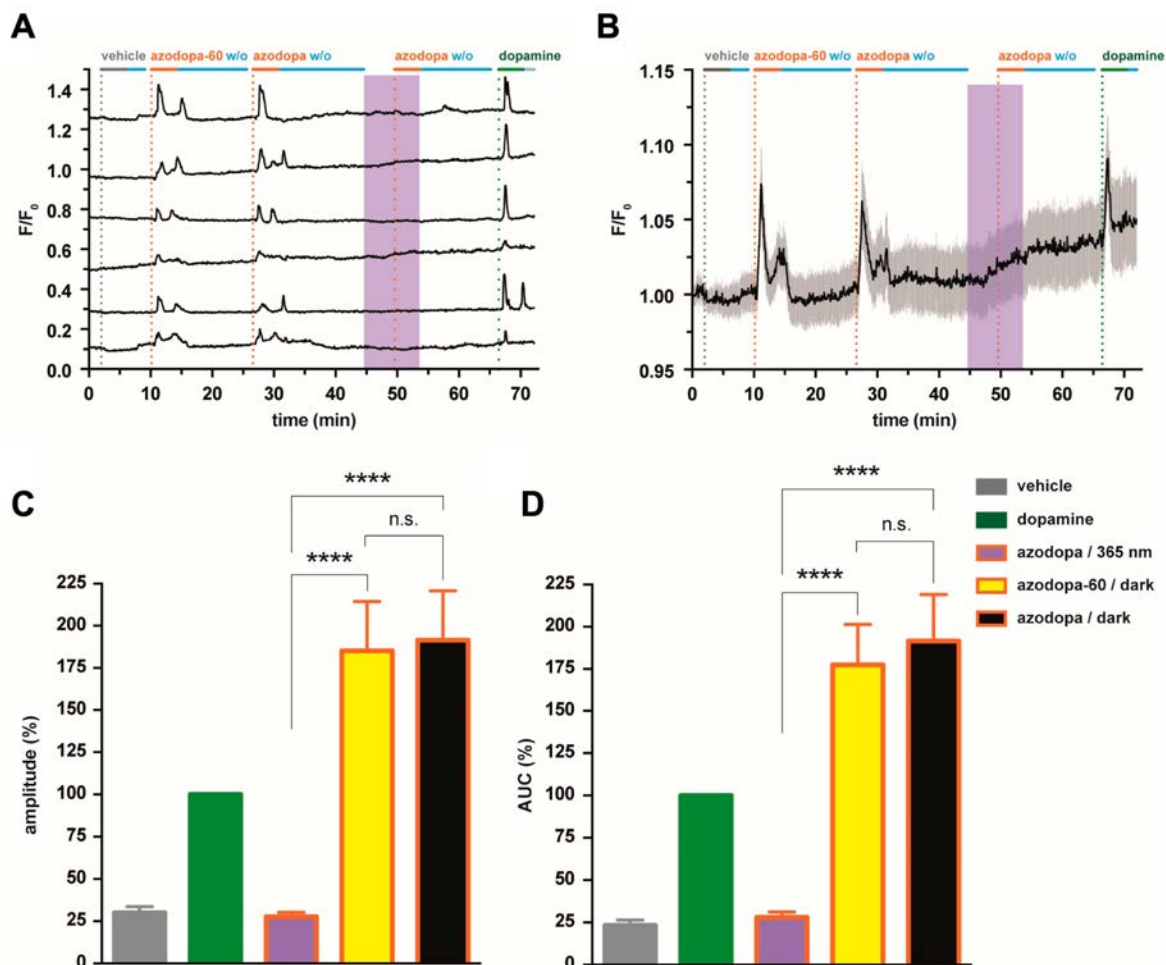 A
vehicle azodopa-60 w/o azodopa w/o azodopa w/o dopamine
1.4
1.2
1.0
0.8
0.6
0.4
0.2
0.0
F/F0
0 10 20 30 40 50 60 70
time (min)
B
vehicle azodopa-60 w/o azodopa w/o azodopa w/o dopamine
1.15
1.10
1.05
1.00
0.95
F/F0
0 10 20 30 40 50 60 70
time (min)
C
****
n.s.
****
225
200
175
150
125
100
75
50
25
0
amplitude (%)
D
****
n.s.
****
225
200
175
150
125
100
75
50
25
0
AUC (%)
vehicle
dopamine
azodopa / 365 nm
azodopa-60 / dark
azodopa / dark